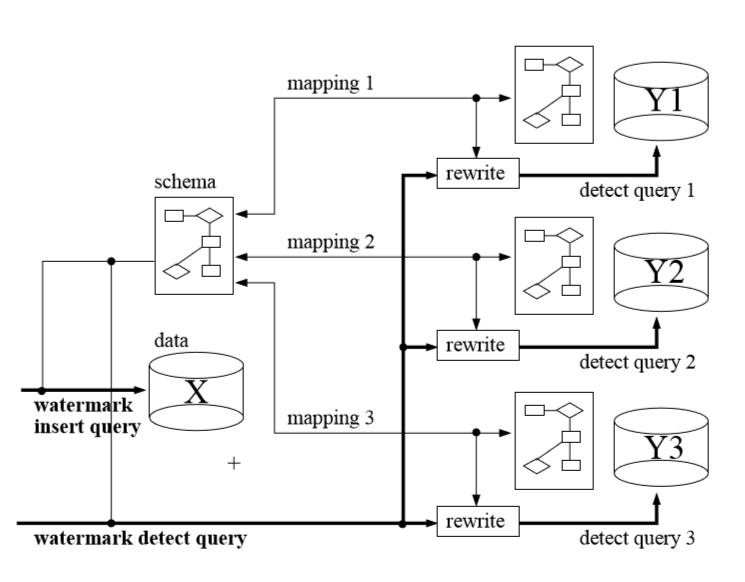 mapping 1
Y1
rewrite
detect query 1
schema
mapping 2
Y2
rewrite
detect query 2
data
X
watermark
insert query
mapping 3
Y3
+
rewrite
watermark detect query
detect query 3